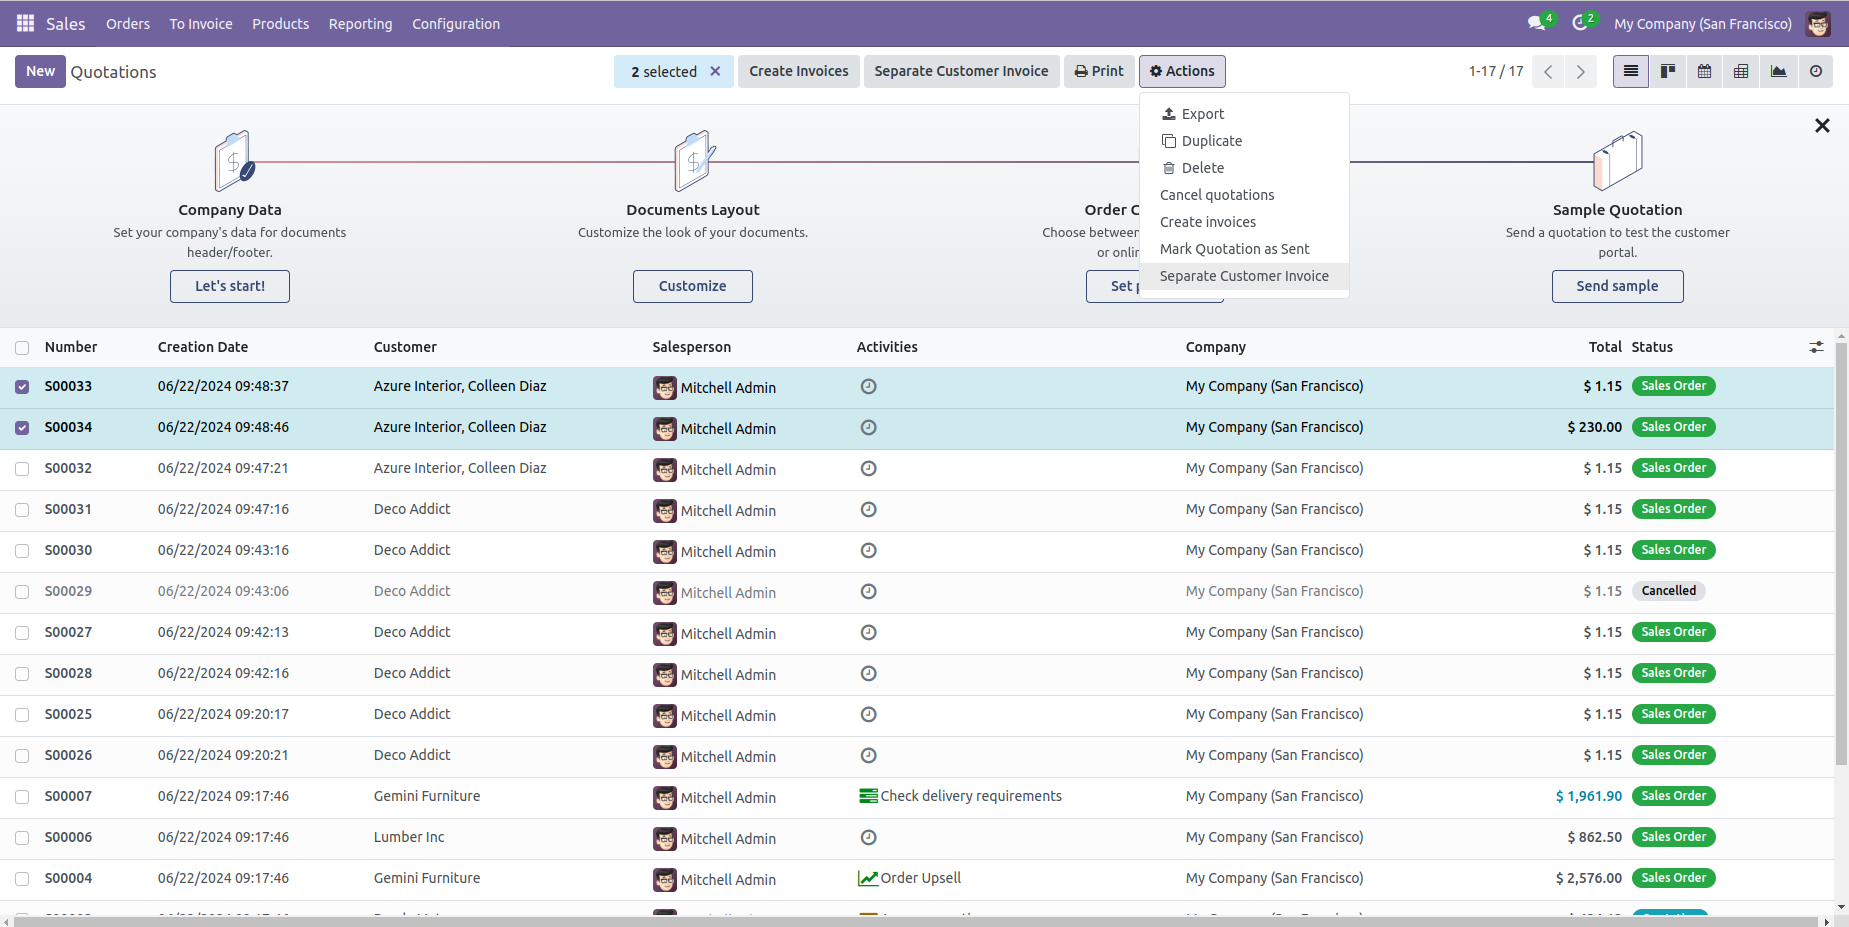 Sales Orders To Invoice Products Reporting Configuration 4 2 My Company (San Francisco)
New Quotations 2 selected ✕ Create Invoices Separate Customer Invoice Print Actions 1-17 / 17
Export
Duplicate
Delete
Cancel quotations
Create invoices
Mark Quotation as Sent
Separate Customer Invoice
Company Data
Set your company's data for documents
header/footer.
Let's start!
Documents Layout
Customize the look of your documents.
Customize
Order C
Choose between
or onlin
Set p
Sample Quotation
Send a quotation to test the customer
portal.
Send sample
Number Creation Date Customer Salesperson Activities Company Total Status
S00033 06/22/2024 09:48:37 Azure Interior, Colleen Diaz Mitchell Admin My Company (San Francisco) $ 1.15 Sales Order
S00034 06/22/2024 09:48:46 Azure Interior, Colleen Diaz Mitchell Admin My Company (San Francisco) $ 230.00 Sales Order
S00032 06/22/2024 09:47:21 Azure Interior, Colleen Diaz Mitchell Admin My Company (San Francisco) $ 1.15 Sales Order
S00031 06/22/2024 09:47:16 Deco Addict Mitchell Admin My Company (San Francisco) $ 1.15 Sales Order
S00030 06/22/2024 09:43:16 Deco Addict Mitchell Admin My Company (San Francisco) $ 1.15 Sales Order
S00029 06/22/2024 09:43:06 Deco Addict Mitchell Admin My Company (San Francisco) $ 1.15 Cancelled
S00027 06/22/2024 09:42:13 Deco Addict Mitchell Admin My Company (San Francisco) $ 1.15 Sales Order
S00028 06/22/2024 09:42:16 Deco Addict Mitchell Admin My Company (San Francisco) $ 1.15 Sales Order
S00025 06/22/2024 09:20:17 Deco Addict Mitchell Admin My Company (San Francisco) $ 1.15 Sales Order
S00026 06/22/2024 09:20:21 Deco Addict Mitchell Admin My Company (San Francisco) $ 1.15 Sales Order
S00007 06/22/2024 09:17:46 Gemini Furniture Mitchell Admin Check delivery requirements My Company (San Francisco) $ 1,961.90 Sales Order
S00006 06/22/2024 09:17:46 Lumber Inc Mitchell Admin My Company (San Francisco) $ 862.50 Sales Order
S00004 06/22/2024 09:17:46 Gemini Furniture Mitchell Admin Order Upsell My Company (San Francisco) $ 2,576.00 Sales Order